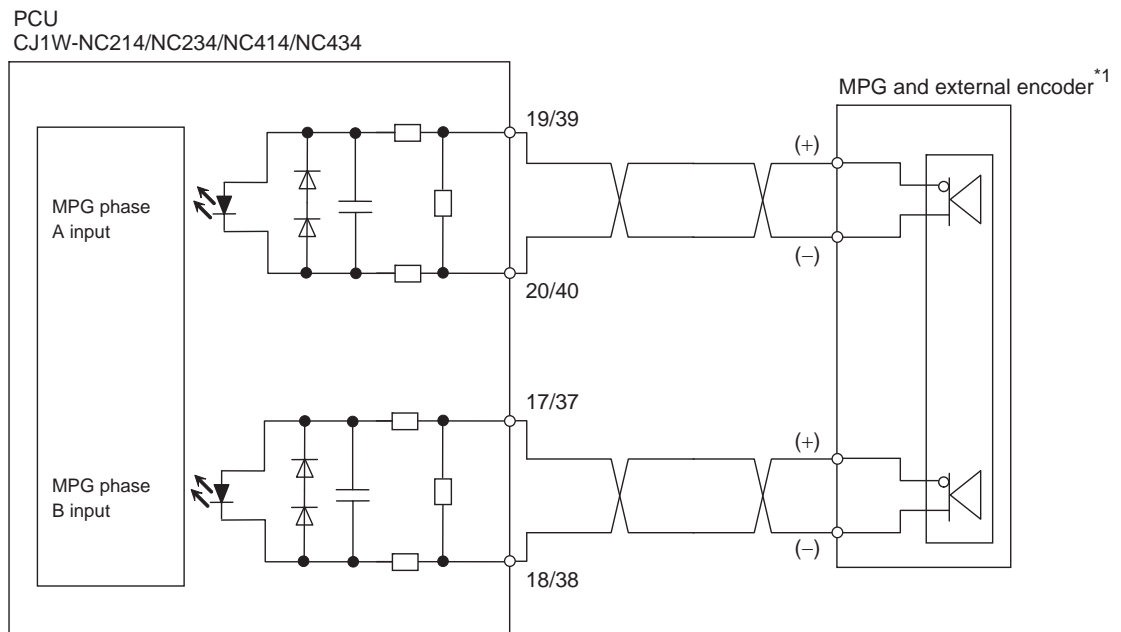 PCU
CJ1W-NC214/NC234/NC414/NC434
MPG and external encoder*1
19/39
(+)
MPG phase
A input
(−)
20/40
17/37
(+)
MPG phase
B input
(−)
18/38